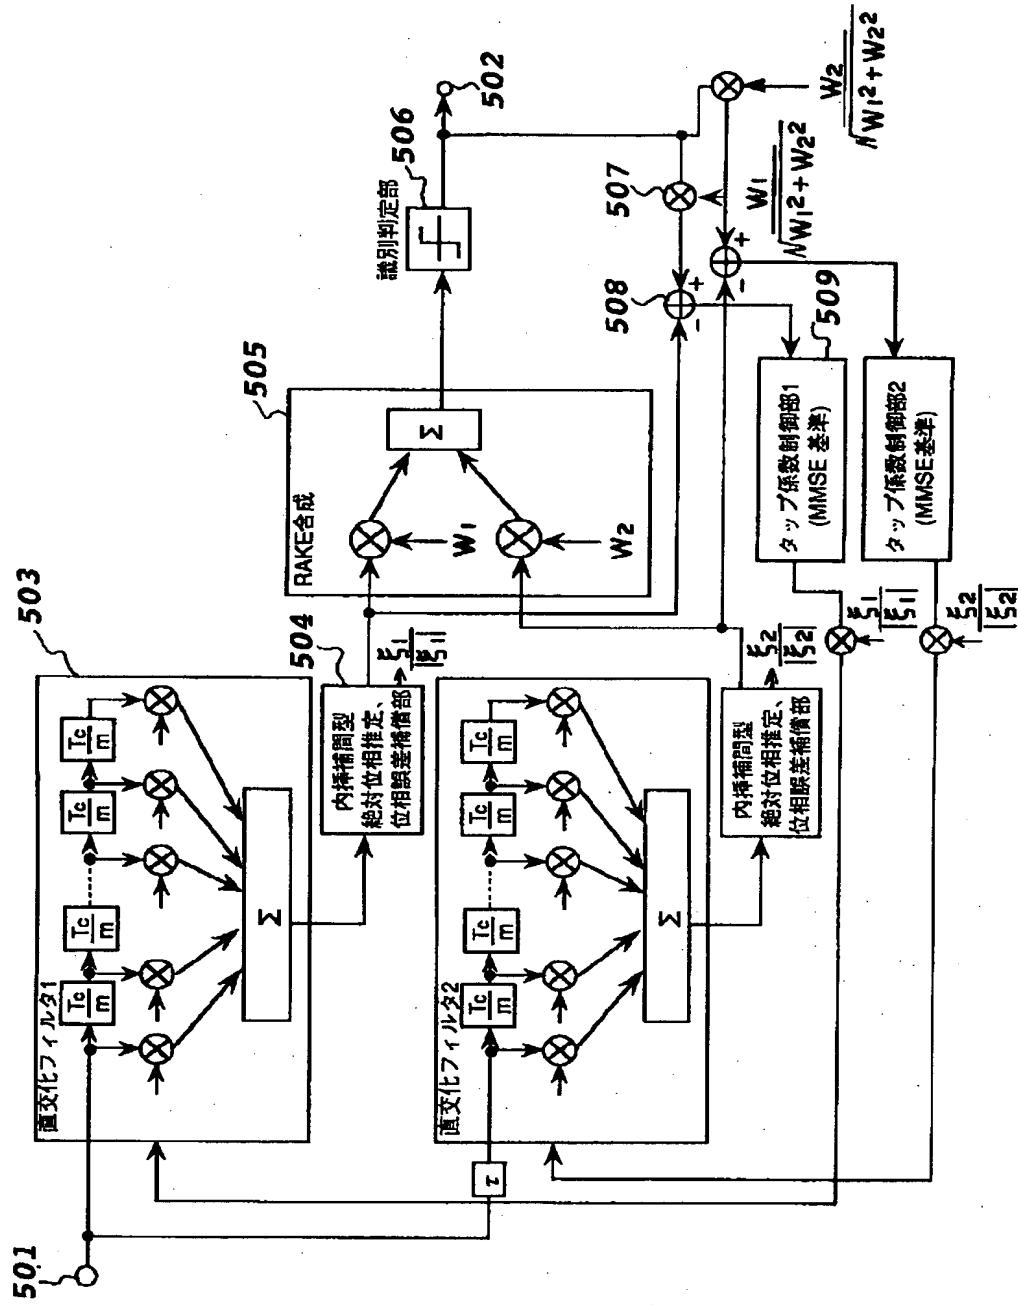 501
503
直交化フィルタ1
Tc/m
Tc/m
Tc/m
Tc/m
Σ
504
内挿補間型
絶対位相推定、
位相誤差補償部
ξ1/|ξ1|
505
RAKE合成
W1
W2
Σ
識別判定部
506
502
τ
直交化フィルタ2
Tc/m
Tc/m
Tc/m
Tc/m
Σ
内挿補間型
絶対位相推定、
位相誤差補償部
ξ2/|ξ2|
507
508
+
-
+
-
W1/√W1²+W2²
W2/√W1²+W2²
509
タップ係数制御部1
(MMSE 基準)
タップ係数制御部2
(MMSE基準)
ξ1/|ξ1|
ξ2/|ξ2|